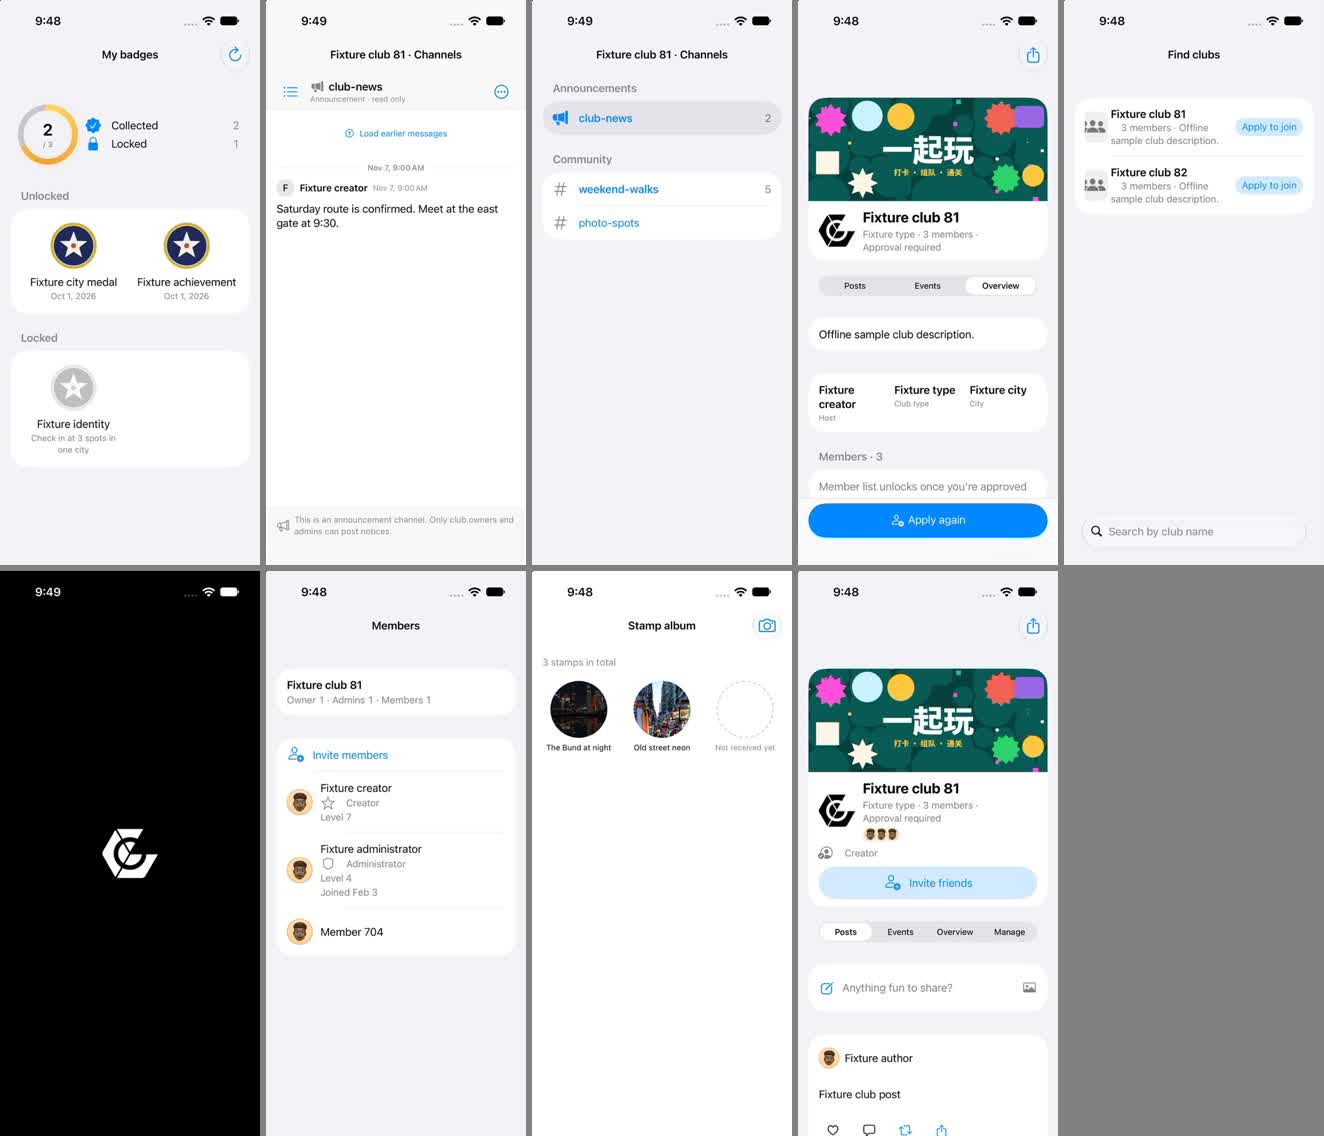 9:48
My badges
2
/ 3
Collected 2
Locked 1
Unlocked
Fixture city medal
Oct 1, 2026
Fixture achievement
Oct 1, 2026
Locked
Fixture identity
Check in at 3 spots in
one city
9:49
Fixture club 81 · Channels
club-news
Announcement · read only
Load earlier messages
Nov 7, 9:00 AM
F Fixture creator Nov 7, 9:00 AM
Saturday route is confirmed. Meet at the east
gate at 9:30.
This is an announcement channel. Only club owners and
admins can post notices.
9:49
Fixture club 81 · Channels
Announcements
club-news 2
Community
# weekend-walks 5
# photo-spots
9:48
一起玩
打卡 · 组队 · 通关
Fixture club 81
Fixture type · 3 members ·
Approval required
Posts Events Overview
Offline sample club description.
Fixture
creator
Host
Fixture type
Club type
Fixture city
City
Members · 3
Member list unlocks once you're approved
Apply again
9:48
Find clubs
Fixture club 81
3 members · Offline
sample club description.
Apply to join
Fixture club 82
3 members · Offline
sample club description.
Apply to join
Search by club name
9:49
9:48
Members
Fixture club 81
Owner 1 · Admins 1 · Members 1
Invite members
Fixture creator
Creator
Level 7
Fixture administrator
Administrator
Level 4
Joined Feb 3
Member 704
9:48
Stamp album
3 stamps in total
The Bund at night
Old street neon
Not received yet
9:48
一起玩
打卡 · 组队 · 通关
Fixture club 81
Fixture type · 3 members ·
Approval required
Creator
Invite friends
Posts Events Overview Manage
Anything fun to share?
Fixture author
Fixture club post